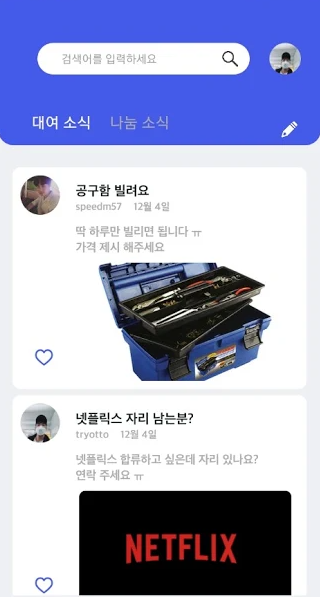 검색어를 입력하세요
대여 소식
나눔 소식
공구함 빌려요
speedm57 12월 4일
딱 하루만 빌리면 됩니다 ㅠ
가격 제시 해주세요
넷플릭스 자리 남는분?
tryotto 12월 4일
넷플릭스 합류하고 싶은데 자리 있나요?
연락 주세요 ㅠ
NETFLIX